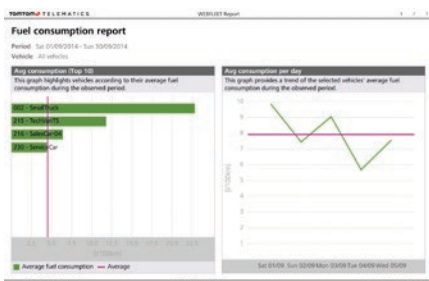 TOMTOM TELEMATICS
WEBFLEET Report
Fuel consumption report
Period Sat 01/09/2014 - Sun 30/09/2014
Vehicle All vehicles
Avg consumption (Top 10)
This graph highlights vehicles according to their average fuel
consumption during the observed period.
002 - SmallTruck
215 - TechVanTS
216 - SalesCar-04
230 - ServiceCar
Average fuel consumption Average
Avg consumption per day
This graph provides a trend of the selected vehicles' average fuel
consumption during the observed period.
10
9
8
7
6
5
4
3
2
1
Sat 01/09 Sun 02/09 Mon 03/09 Tue 04/09 Wed 05/09